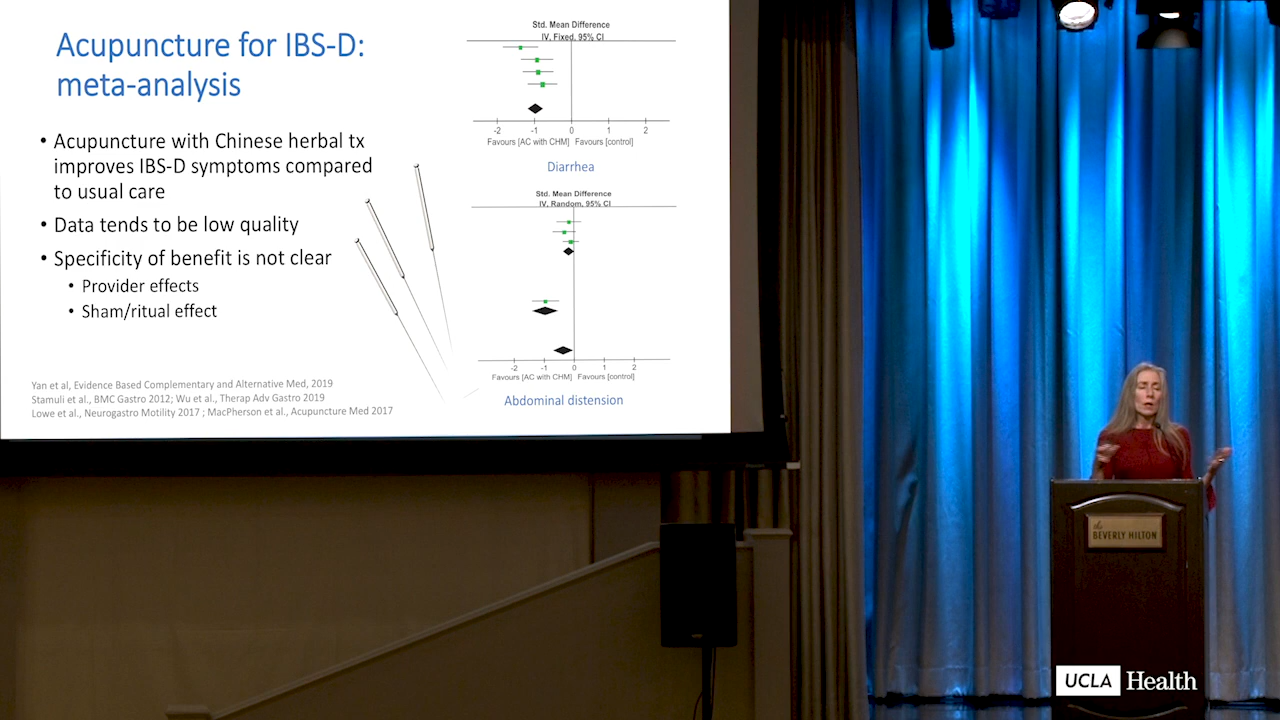 Acupuncture for IBS-D:
meta-analysis
• Acupuncture with Chinese herbal tx
improves IBS-D symptoms compared
to usual care
• Data tends to be low quality
• Specificity of benefit is not clear
• Provider effects
• Sham/ritual effect
Yan et al, Evidence Based Complementary and Alternative Med, 2019
Stamuli et al., BMC Gastro 2012; Wu et al., Therap Adv Gastro 2019
Lowe et al., Neurogastro Motility 2017 ; MacPherson et al., Acupuncture Med 2017
Std. Mean Difference
IV, Fixed, 95% CI
-2 -1 0 1 2
Favours [AC with CHM] Favours [control]
Diarrhea
Std. Mean Difference
IV, Random, 95% CI
-2 -1 0 1 2
Favours [AC with CHM] Favours [control]
Abdominal distension
the
BEVERLY HILTON
UCLA Health